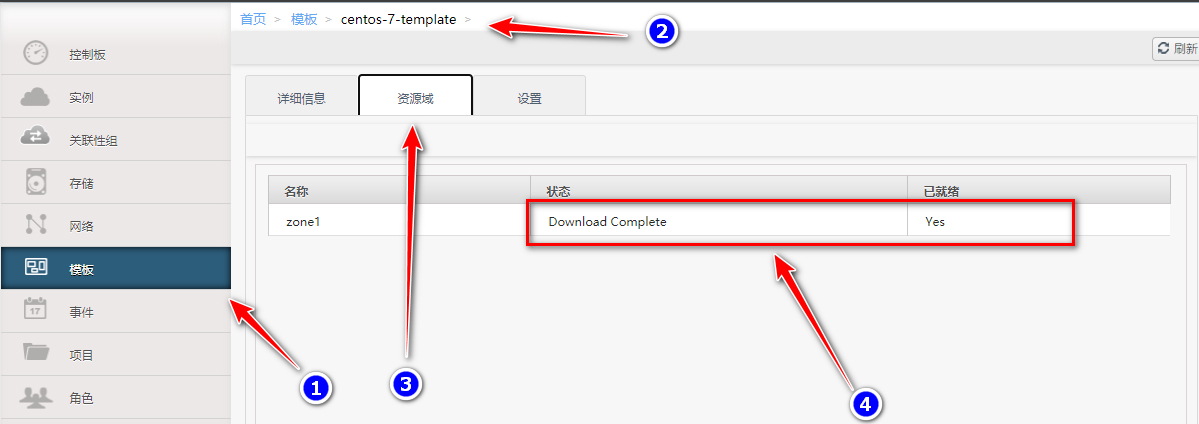 首页 > 模板 > centos-7-template >
2
刷新
控制板
实例
关联性组
存储
网络
模板
事件
17
项目
角色
详细信息 资源域 设置
名称 状态 已就绪
zone1 Download Complete Yes
1
3
4